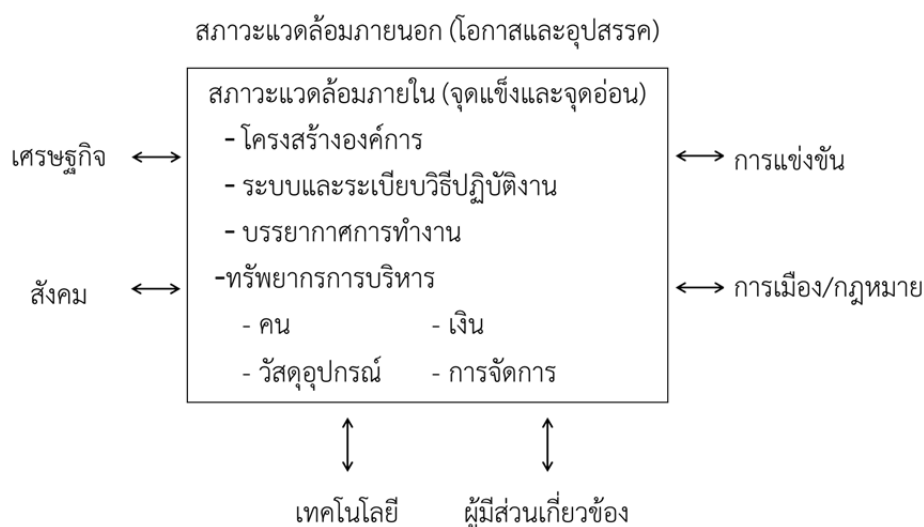 สภาวะแวดล้อมภายนอก (โอกาสและอุปสรรค)
สภาวะแวดล้อมภายใน (จุดแข็งและจุดอ่อน)
- โครงสร้างองค์การ
เศรษฐกิจ
การแข่งขัน
- ระบบและระเบียบวิธีปฏิบัติงาน
- บรรยากาศการทำงาน
-ทรัพยากรการบริหาร
สังคม
การเมือง/กฎหมาย
- คน - เงิน
- วัสดุอุปกรณ์ - การจัดการ
เทคโนโลยี ผู้มีส่วนเกี่ยวข้อง